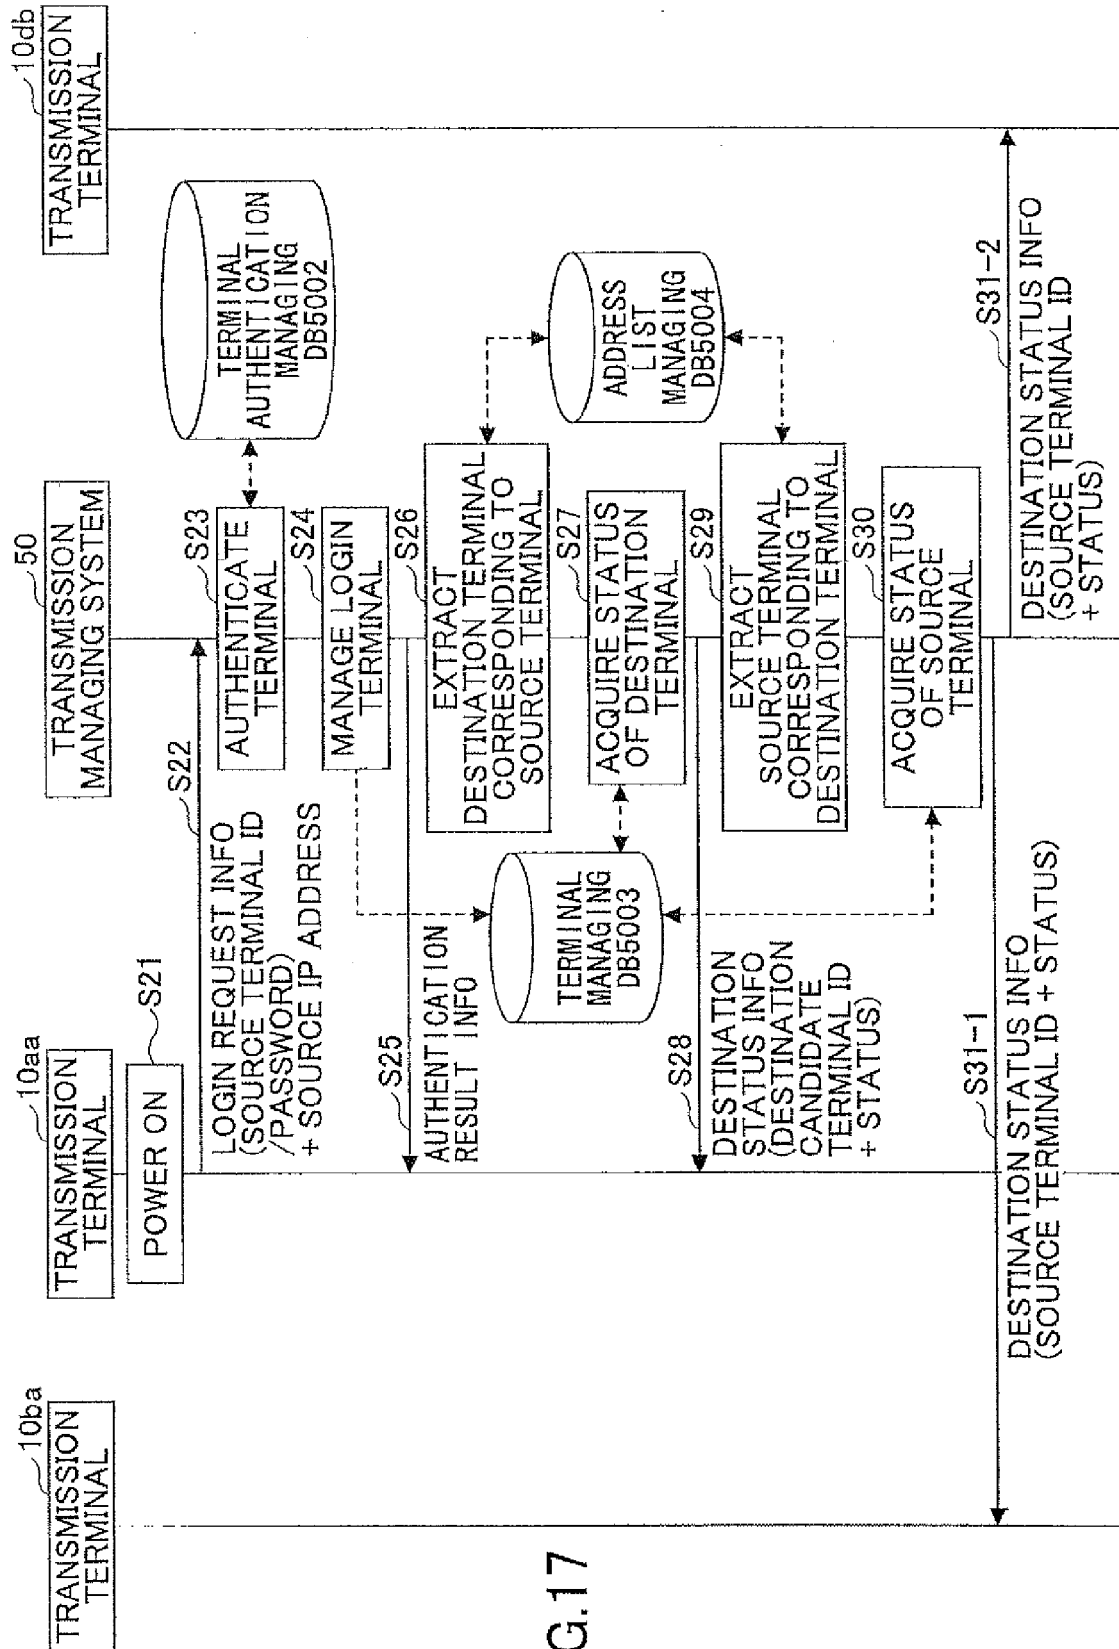 G.17
TRANSMISSION
TERMINAL
10ba
TRANSMISSION
TERMINAL
10aa
TRANSMISSION
MANAGING SYSTEM
50
TRANSMISSION
TERMINAL
10db
POWER ON
S21
S22
LOGIN REQUEST INFO
(SOURCE TERMINAL ID
/PASSWORD)
+ SOURCE IP ADDRESS
S23
AUTHENTICATE
TERMINAL
TERMINAL
AUTHENTICATION
MANAGING
DB5002
S24
MANAGE LOGIN
TERMINAL
S25
AUTHENTICATION
RESULT INFO
S26
EXTRACT
DESTINATION TERMINAL
CORRESPONDING TO
SOURCE TERMINAL
ADDRESS
LIST
MANAGING
DB5004
TERMINAL
MANAGING
DB5003
S27
ACQUIRE STATUS
OF DESTINATION
TERMINAL
S28
DESTINATION
STATUS INFO
(DESTINATION
CANDIDATE
TERMINAL ID
+ STATUS)
S29
EXTRACT
SOURCE TERMINAL
CORRESPONDING TO
DESTINATION TERMINAL
S30
ACQUIRE STATUS
OF SOURCE
TERMINAL
S31-1
DESTINATION STATUS INFO
(SOURCE TERMINAL ID + STATUS)
S31-2
DESTINATION STATUS INFO
(SOURCE TERMINAL ID
+ STATUS)